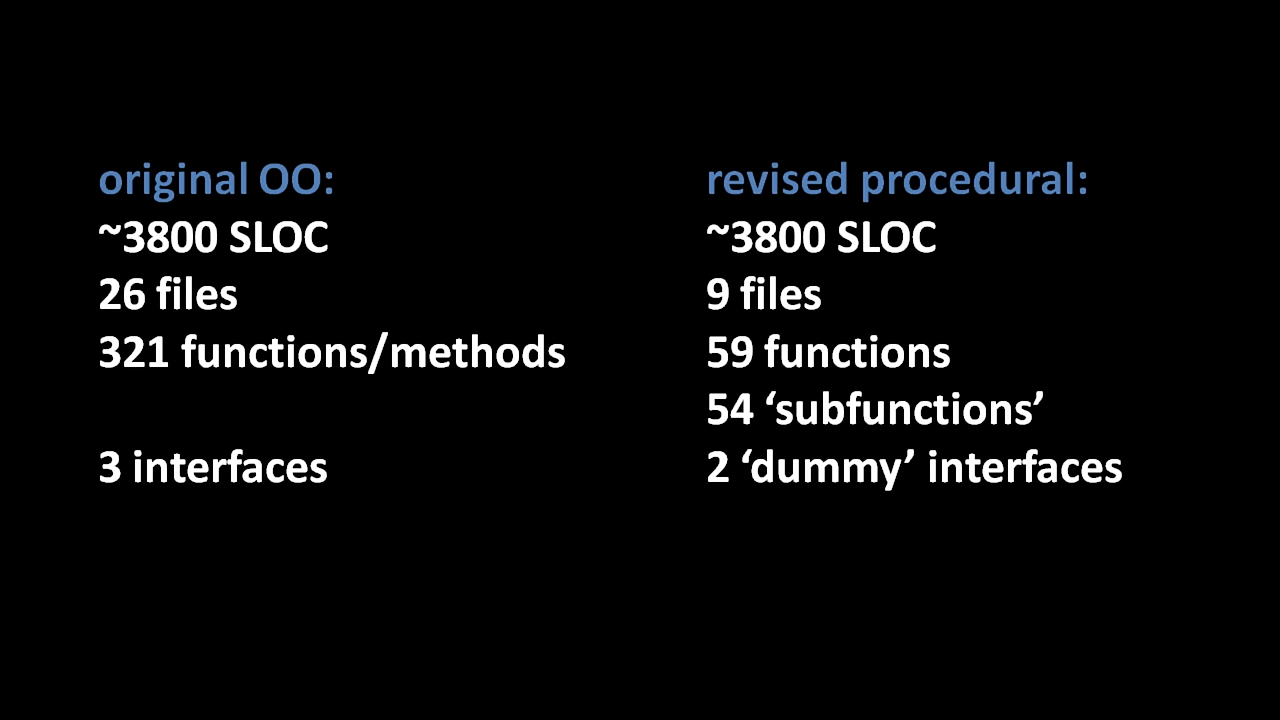 original OO:
~3800 SLOC
26 files
321 functions/methods
3 interfaces
revised procedural:
~3800 SLOC
9 files
59 functions
54 ‘subfunctions’
2 ‘dummy’ interfaces